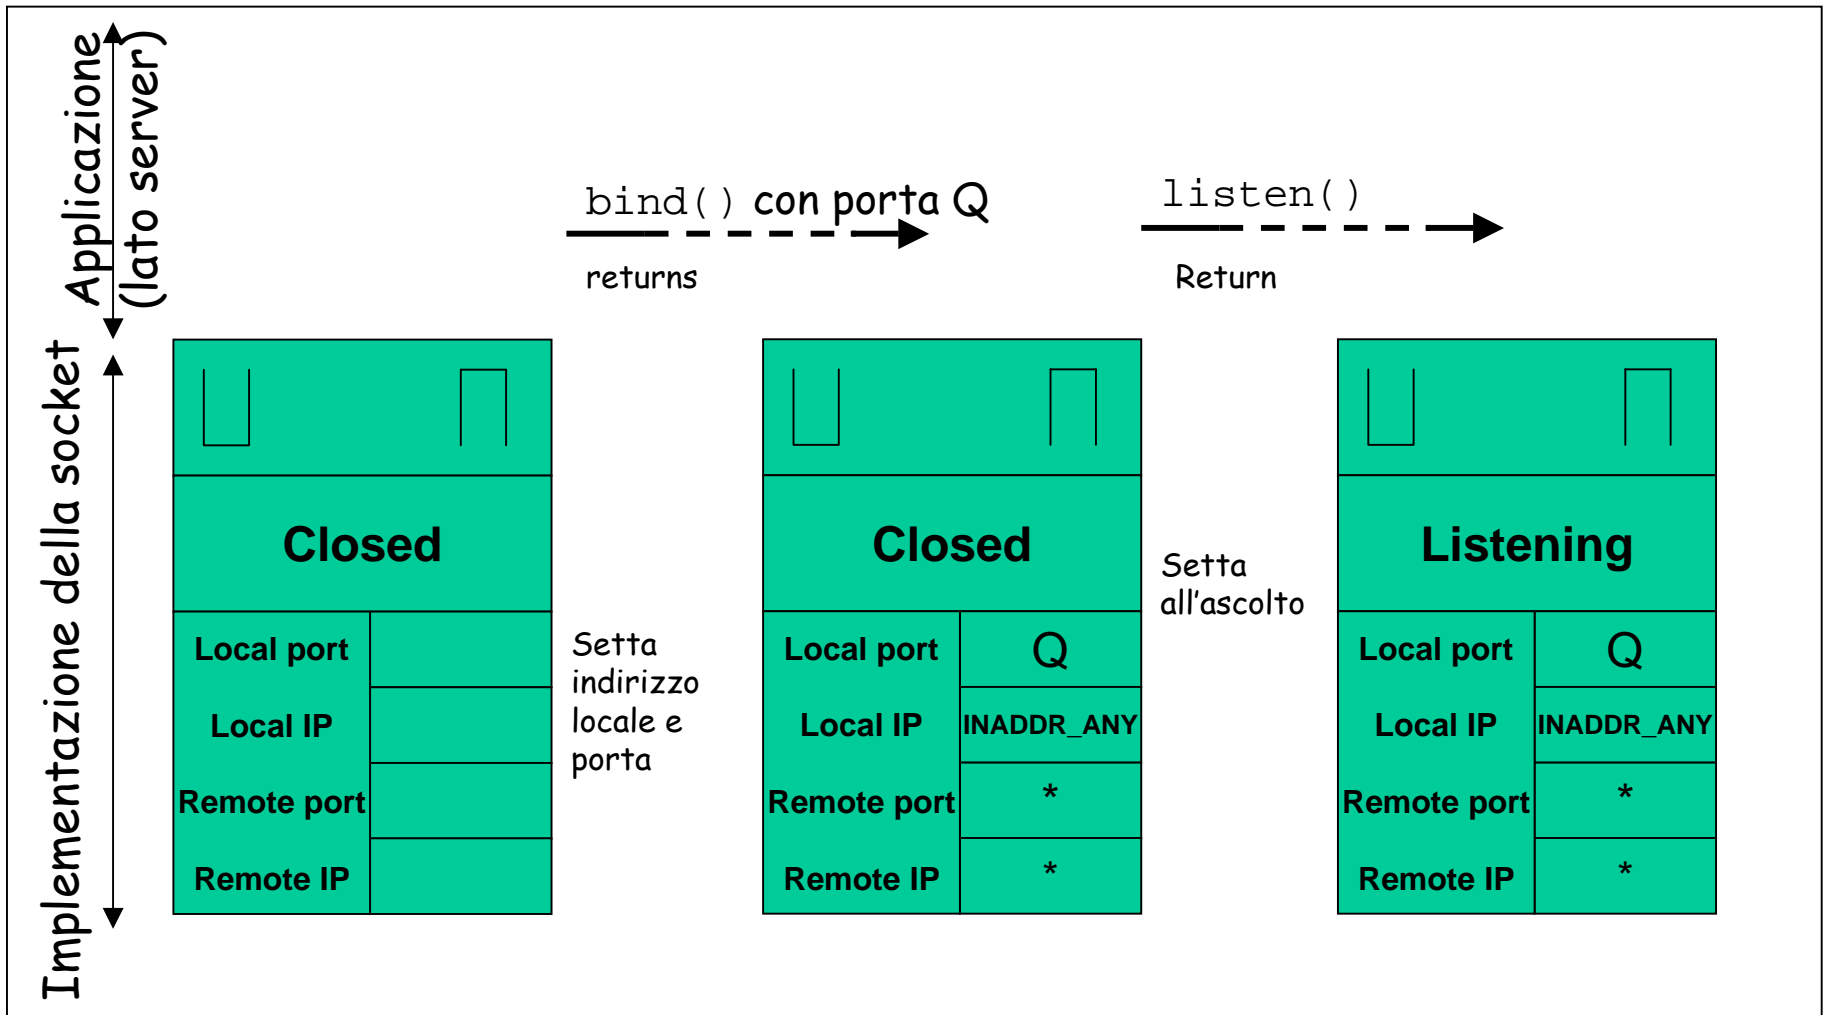 Applicazione
(lato server)
bind() con porta Q
returns
listen()
Return
Implementazione della socket
Closed
Local port
Local IP
Remote port
Remote IP
Setta
indirizzo
locale e
porta
Closed
Local port Q
Local IP INADDR_ANY
Remote port *
Remote IP *
Setta
all'ascolto
Listening
Local port Q
Local IP INADDR_ANY
Remote port *
Remote IP *